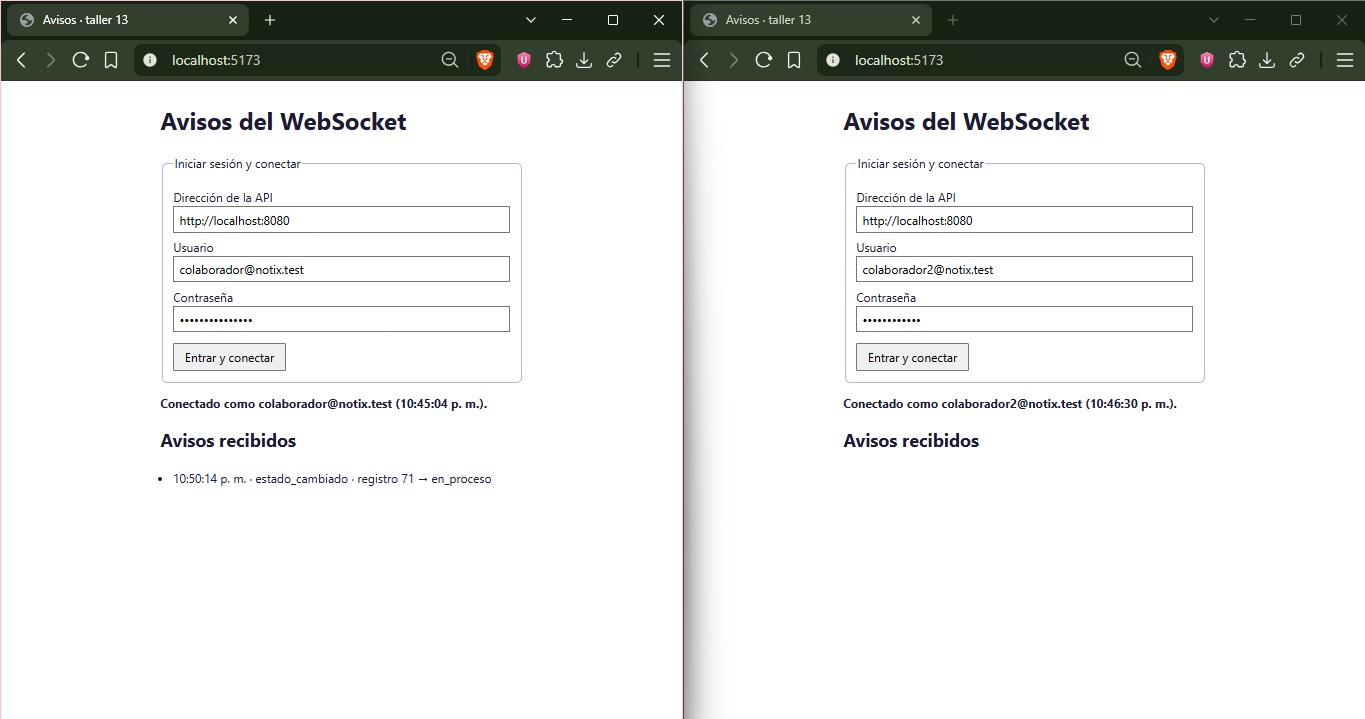 Avisos · taller 13
localhost:5173
Avisos del WebSocket
Iniciar sesión y conectar
Dirección de la API
http://localhost:8080
Usuario
colaborador@notix.test
Contraseña
•••••••••••••••
Entrar y conectar
Conectado como colaborador@notix.test (10:45:04 p. m.).
Avisos recibidos
• 10:50:14 p. m. · estado_cambiado · registro 71 → en_proceso
Avisos · taller 13
localhost:5173
Avisos del WebSocket
Iniciar sesión y conectar
Dirección de la API
http://localhost:8080
Usuario
colaborador2@notix.test
Contraseña
••••••••••••
Entrar y conectar
Conectado como colaborador2@notix.test (10:46:30 p. m.).
Avisos recibidos